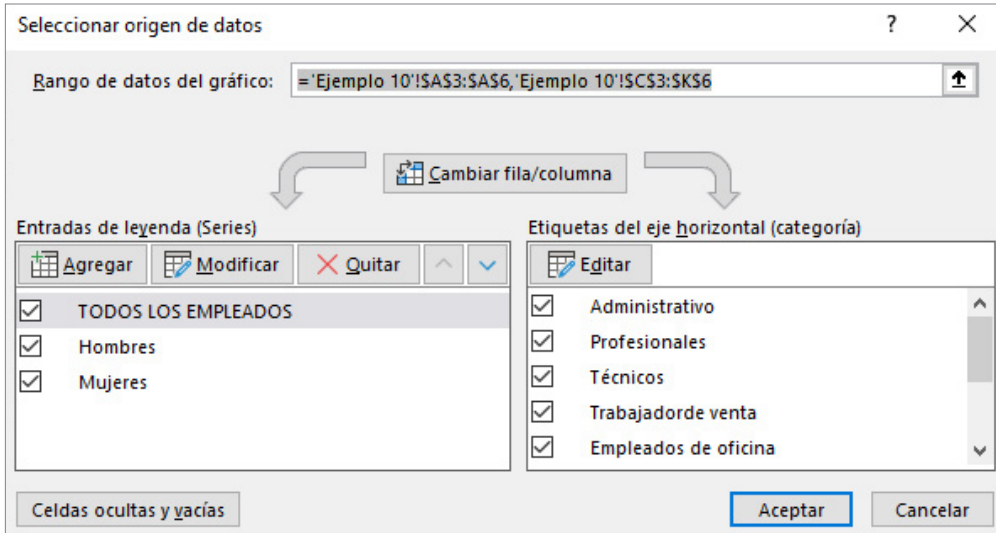 Seleccionar origen de datos ? ×
Rango de datos del gráfico: ='Ejemplo 10'!$A$3:$A$6,'Ejemplo 10'!$C$3:$K$6
Cambiar fila/columna
Entradas de leyenda (Series)
Agregar Modificar Quitar
TODOS LOS EMPLEADOS
Hombres
Mujeres
Etiquetas del eje horizontal (categoría)
Editar
Administrativo
Profesionales
Técnicos
Trabajadorde venta
Empleados de oficina
Celdas ocultas y vacías
Aceptar Cancelar